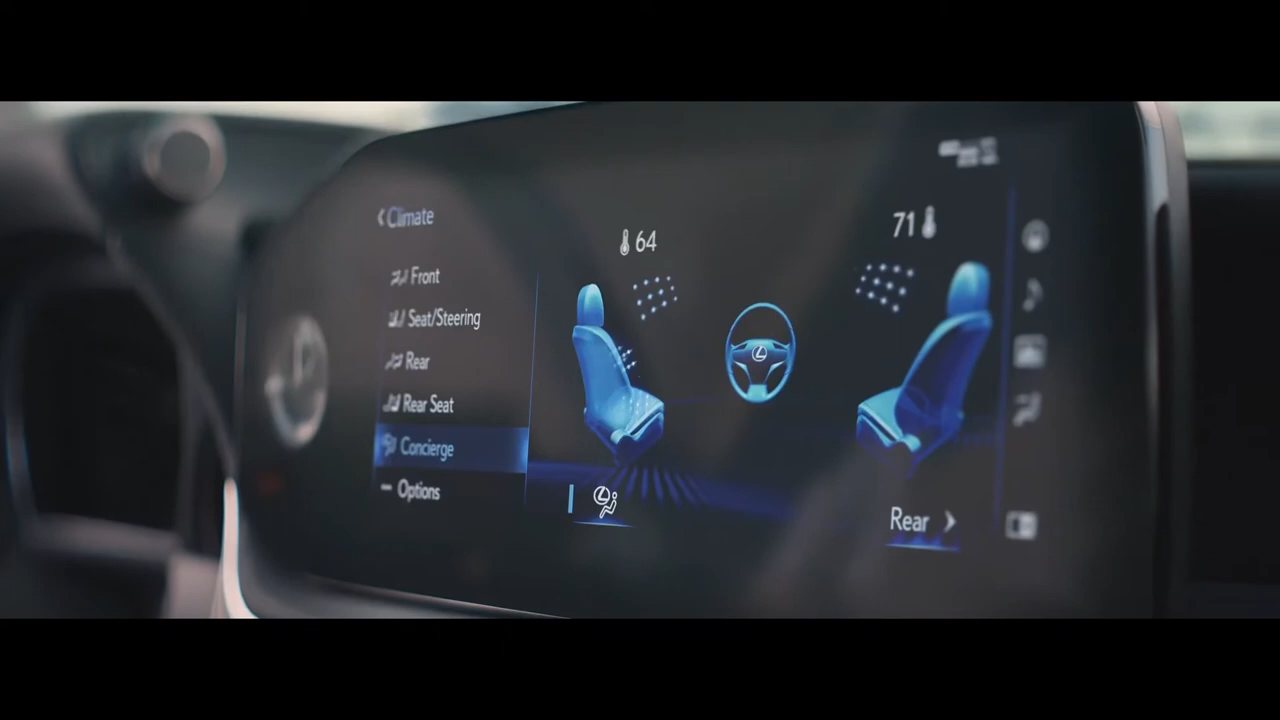 Climate
Front
Seat/Steering
Rear
Rear Seat
Concierge
Options
64
71
Rear